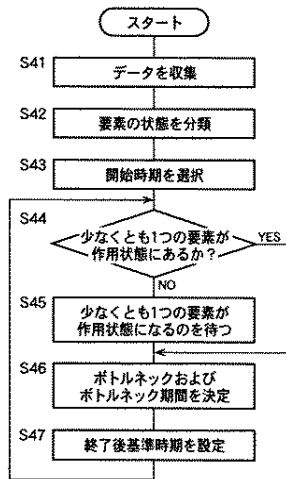 スタート
S41
データを収集
S42
要素の状態を分類
S43
開始時期を選択
S44
少なくとも1つの要素が
作用状態にあるか?
YES
NO
S45
少なくとも1つの要素が
作用状態になるのを待つ
S46
ボトルネックおよび
ボトルネック期間を決定
S47
終了後基準時期を設定